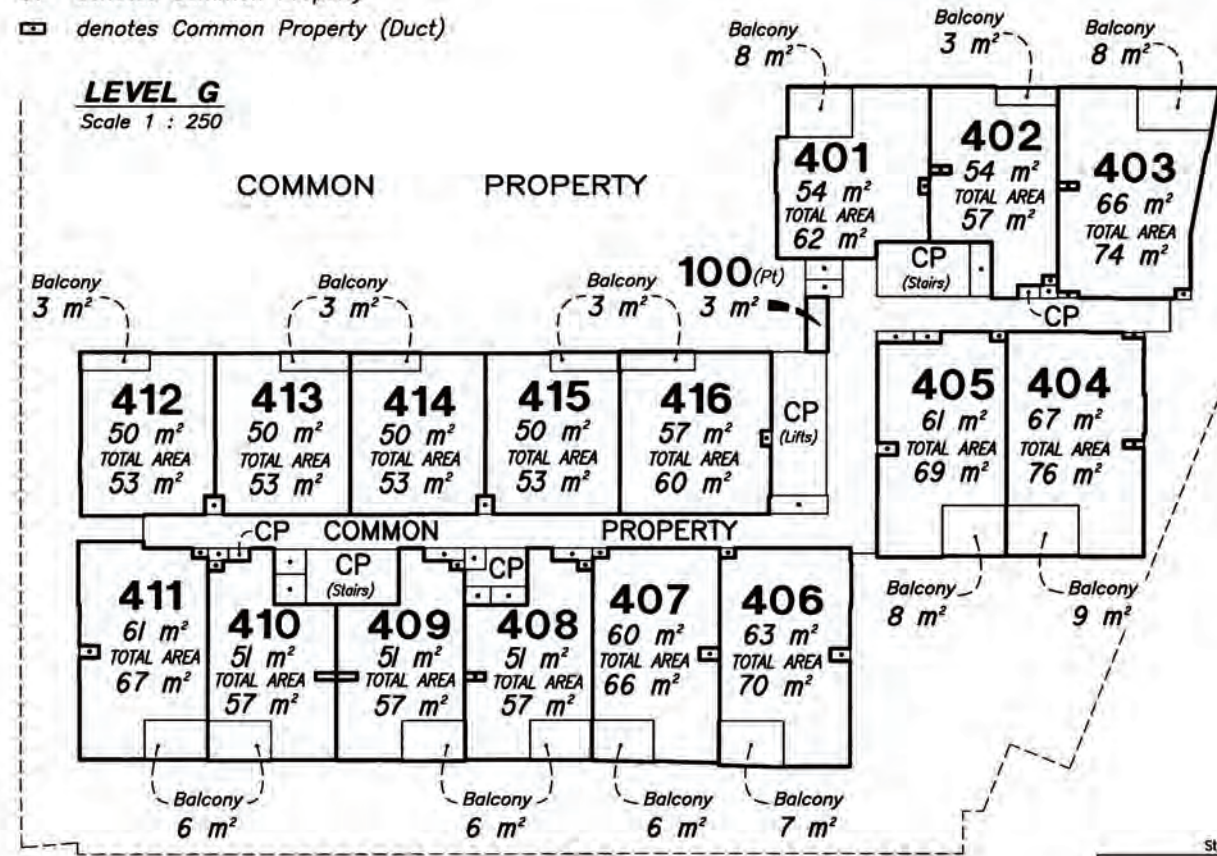 denotes Common Property (Duct)
LEVEL G
Scale 1 : 250
COMMON PROPERTY
Balcony
8 m²
Balcony
3 m²
Balcony
8 m²
401
54 m²
TOTAL AREA
62 m²
402
54 m²
TOTAL AREA
57 m²
403
66 m²
TOTAL AREA
74 m²
CP
(Stairs)
CP
100(Pt)
3 m²
Balcony
3 m²
Balcony
3 m²
Balcony
3 m²
412
50 m²
TOTAL AREA
53 m²
413
50 m²
TOTAL AREA
53 m²
414
50 m²
TOTAL AREA
53 m²
415
50 m²
TOTAL AREA
53 m²
416
57 m²
TOTAL AREA
60 m²
CP
(Lifts)
405
61 m²
TOTAL AREA
69 m²
404
67 m²
TOTAL AREA
76 m²
CP COMMON PROPERTY
CP
(Stairs)
CP
411
61 m²
TOTAL AREA
67 m²
410
51 m²
TOTAL AREA
57 m²
409
51 m²
TOTAL AREA
57 m²
408
51 m²
TOTAL AREA
57 m²
407
60 m²
TOTAL AREA
66 m²
406
63 m²
TOTAL AREA
70 m²
Balcony
8 m²
Balcony
9 m²
Balcony
6 m²
Balcony
6 m²
Balcony
6 m²
Balcony
7 m²
St